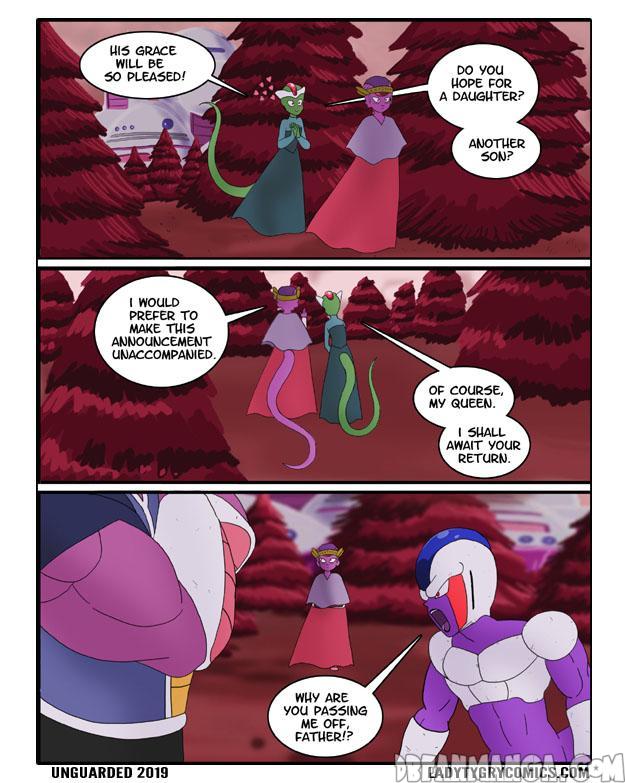 HIS GRACE
WILL BE
SO PLEASED!
DO YOU
HOPE FOR
A DAUGHTER?
ANOTHER
SON?
I WOULD
PREFER TO
MAKE THIS
ANNOUNCEMENT
UNACCOMPANIED.
OF COURSE,
MY QUEEN.
I SHALL
AWAIT YOUR
RETURN.
WHY ARE
YOU PASSING
ME OFF,
FATHER!?
UNGUARDED 2019
LADYTYGRYCOMICS.COM
DBFANMANGA.COM